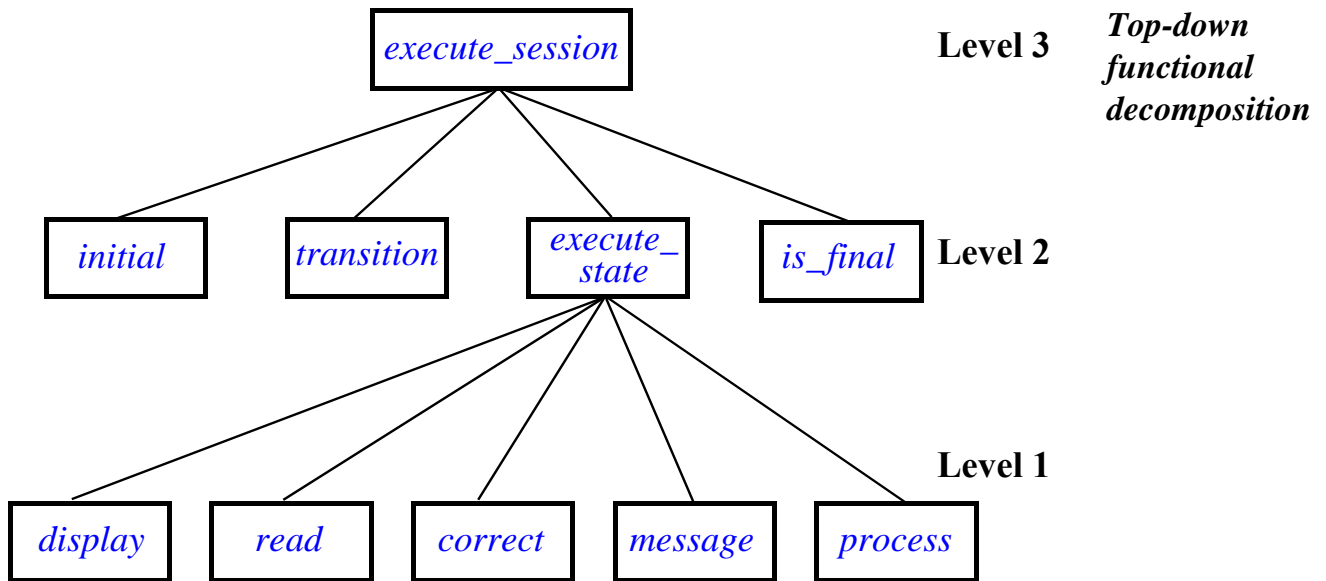 execute_session
Level 3
Top-down
functional
decomposition
initial
transition
execute_
state
is_final
Level 2
Level 1
display
read
correct
message
process